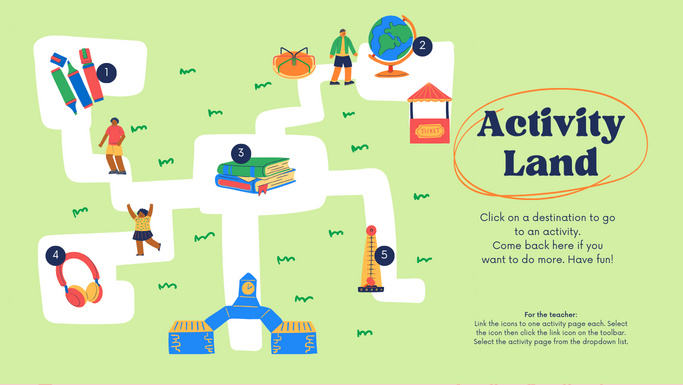 1
2
TICKET
3
4
5
Activity
Land
Click on a destination to go
to an activity.
Come back here if you
want to do more. Have fun!
For the teacher:
Link the icons to one activity page each. Select
the icon then click the link icon on the toolbar.
Select the activity page from the dropdown list.